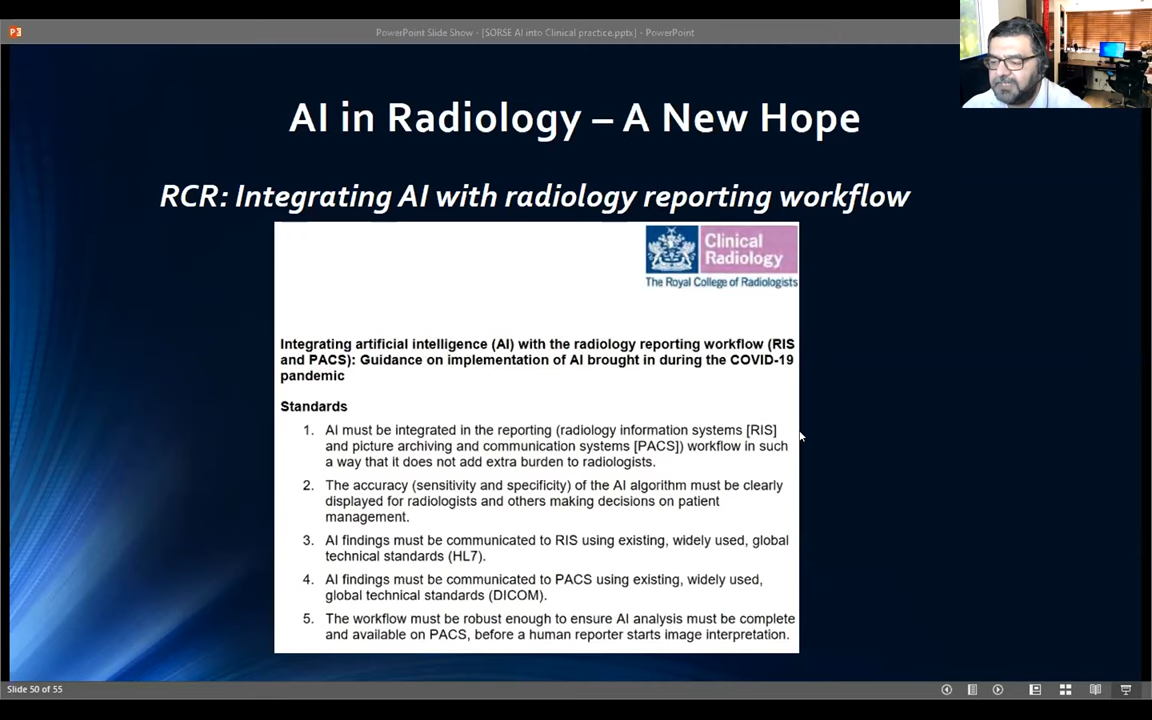 PowerPoint Slide Show - [SORSE AI into Clinical practice.pptx] - PowerPoint
AI in Radiology – A New Hope
RCR: Integrating AI with radiology reporting workflow
Clinical
Radiology
The Royal College of Radiologists
Integrating artificial intelligence (AI) with the radiology reporting workflow (RIS
and PACS): Guidance on implementation of AI brought in during the COVID-19
pandemic
Standards
1. AI must be integrated in the reporting (radiology information systems [RIS]
and picture archiving and communication systems [PACS]) workflow in such
a way that it does not add extra burden to radiologists.
2. The accuracy (sensitivity and specificity) of the AI algorithm must be clearly
displayed for radiologists and others making decisions on patient
management.
3. AI findings must be communicated to RIS using existing, widely used, global
technical standards (HL7).
4. AI findings must be communicated to PACS using existing, widely used,
global technical standards (DICOM).
5. The workflow must be robust enough to ensure AI analysis must be complete
and available on PACS, before a human reporter starts image interpretation.
Slide 50 of 55